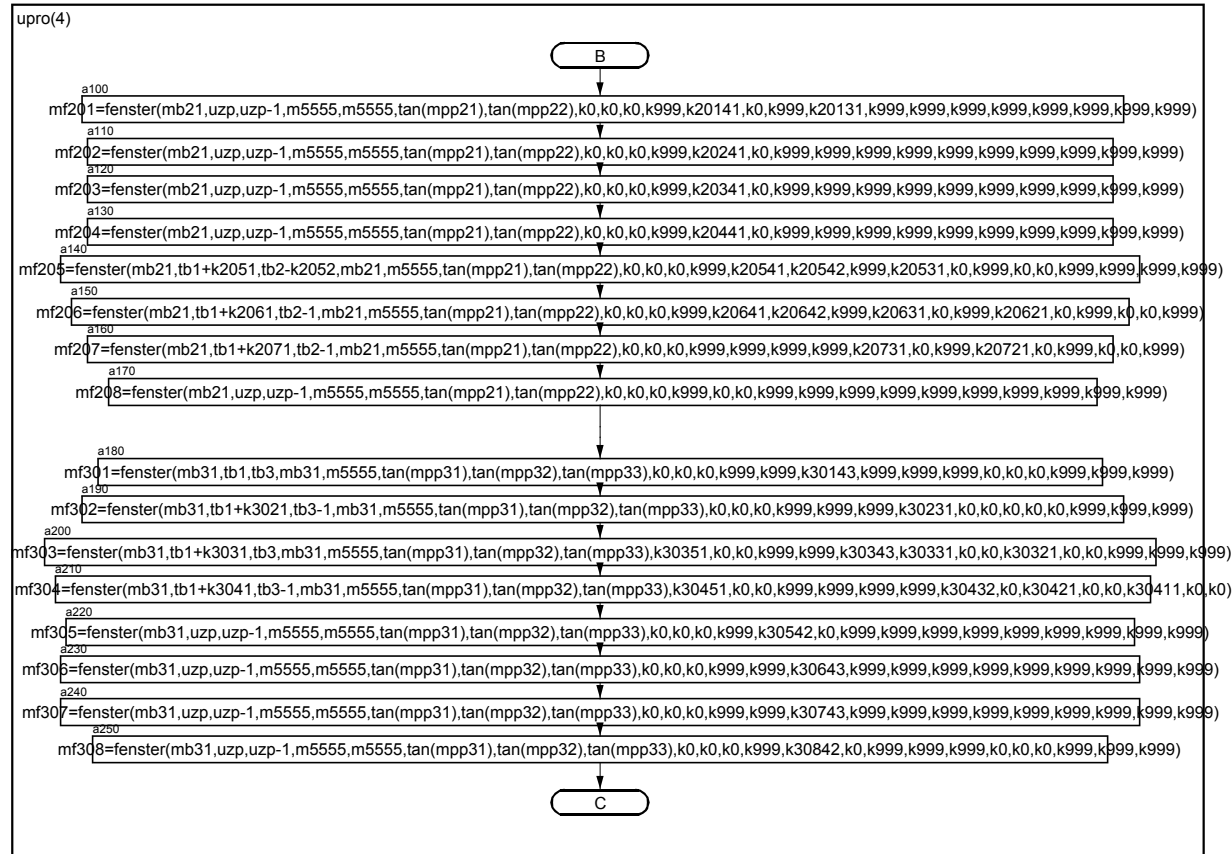 upro(4)
B
a100
mf201=fenster(mb21,uzp,uzp-1,m5555,m5555,tan(mpp21),tan(mpp22),k0,k0,k0,k999,k20141,k0,k999,k20131,k999,k999,k999,k999,k999,k999,k999,k999)
a110
mf202=fenster(mb21,uzp,uzp-1,m5555,m5555,tan(mpp21),tan(mpp22),k0,k0,k0,k999,k20241,k0,k999,k999,k999,k999,k999,k999,k999,k999,k999,k999)
a120
mf203=fenster(mb21,uzp,uzp-1,m5555,m5555,tan(mpp21),tan(mpp22),k0,k0,k0,k999,k20341,k0,k999,k999,k999,k999,k999,k999,k999,k999,k999,k999)
a130
mf204=fenster(mb21,uzp,uzp-1,m5555,m5555,tan(mpp21),tan(mpp22),k0,k0,k0,k999,k20441,k0,k999,k999,k999,k999,k999,k999,k999,k999,k999,k999)
a140
mf205=fenster(mb21,tb1+k2051,tb2-k2052,mb21,m5555,tan(mpp21),tan(mpp22),k0,k0,k0,k999,k20541,k20542,k999,k20531,k0,k999,k0,k0,k999,k999,k999,k999)
a150
mf206=fenster(mb21,tb1+k2061,tb2-1,mb21,m5555,tan(mpp21),tan(mpp22),k0,k0,k0,k999,k20641,k20642,k999,k20631,k0,k999,k20621,k0,k999,k0,k0,k999)
a160
mf207=fenster(mb21,tb1+k2071,tb2-1,mb21,m5555,tan(mpp21),tan(mpp22),k0,k0,k0,k999,k999,k999,k999,k20731,k0,k999,k20721,k0,k999,k0,k0,k999)
a170
mf208=fenster(mb21,uzp,uzp-1,m5555,m5555,tan(mpp21),tan(mpp22),k0,k0,k0,k999,k0,k0,k999,k999,k999,k999,k999,k999,k999,k999,k999,k999)
a180
mf301=fenster(mb31,tb1,tb3,mb31,m5555,tan(mpp31),tan(mpp32),tan(mpp33),k0,k0,k0,k999,k999,k30143,k999,k999,k999,k0,k0,k0,k0,k999,k999,k999)
a190
mf302=fenster(mb31,tb1+k3021,tb3-1,mb31,m5555,tan(mpp31),tan(mpp32),tan(mpp33),k0,k0,k0,k999,k999,k999,k30231,k0,k0,k0,k0,k0,k0,k999,k999,k999)
a200
mf303=fenster(mb31,tb1+k3031,tb3,mb31,m5555,tan(mpp31),tan(mpp32),tan(mpp33),k30351,k0,k0,k999,k999,k30343,k30331,k0,k0,k30321,k0,k0,k999,k999,k999)
a210
mf304=fenster(mb31,tb1+k3041,tb3-1,mb31,m5555,tan(mpp31),tan(mpp32),tan(mpp33),k30451,k0,k0,k999,k999,k999,k999,k30432,k0,k30421,k0,k0,k30411,k0,k0)
a220
mf305=fenster(mb31,uzp,uzp-1,m5555,m5555,tan(mpp31),tan(mpp32),tan(mpp33),k0,k0,k0,k999,k30542,k0,k999,k999,k999,k999,k999,k999,k999,k999,k999)
a230
mf306=fenster(mb31,uzp,uzp-1,m5555,m5555,tan(mpp31),tan(mpp32),tan(mpp33),k0,k0,k0,k999,k999,k30643,k999,k999,k999,k999,k999,k999,k999,k999,k999)
a240
mf307=fenster(mb31,uzp,uzp-1,m5555,m5555,tan(mpp31),tan(mpp32),tan(mpp33),k0,k0,k0,k999,k999,k30743,k999,k999,k999,k999,k999,k999,k999,k999,k999)
a250
mf308=fenster(mb31,uzp,uzp-1,m5555,m5555,tan(mpp31),tan(mpp32),tan(mpp33),k0,k0,k0,k999,k30842,k0,k999,k999,k999,k0,k0,k0,k999,k999,k999)
C